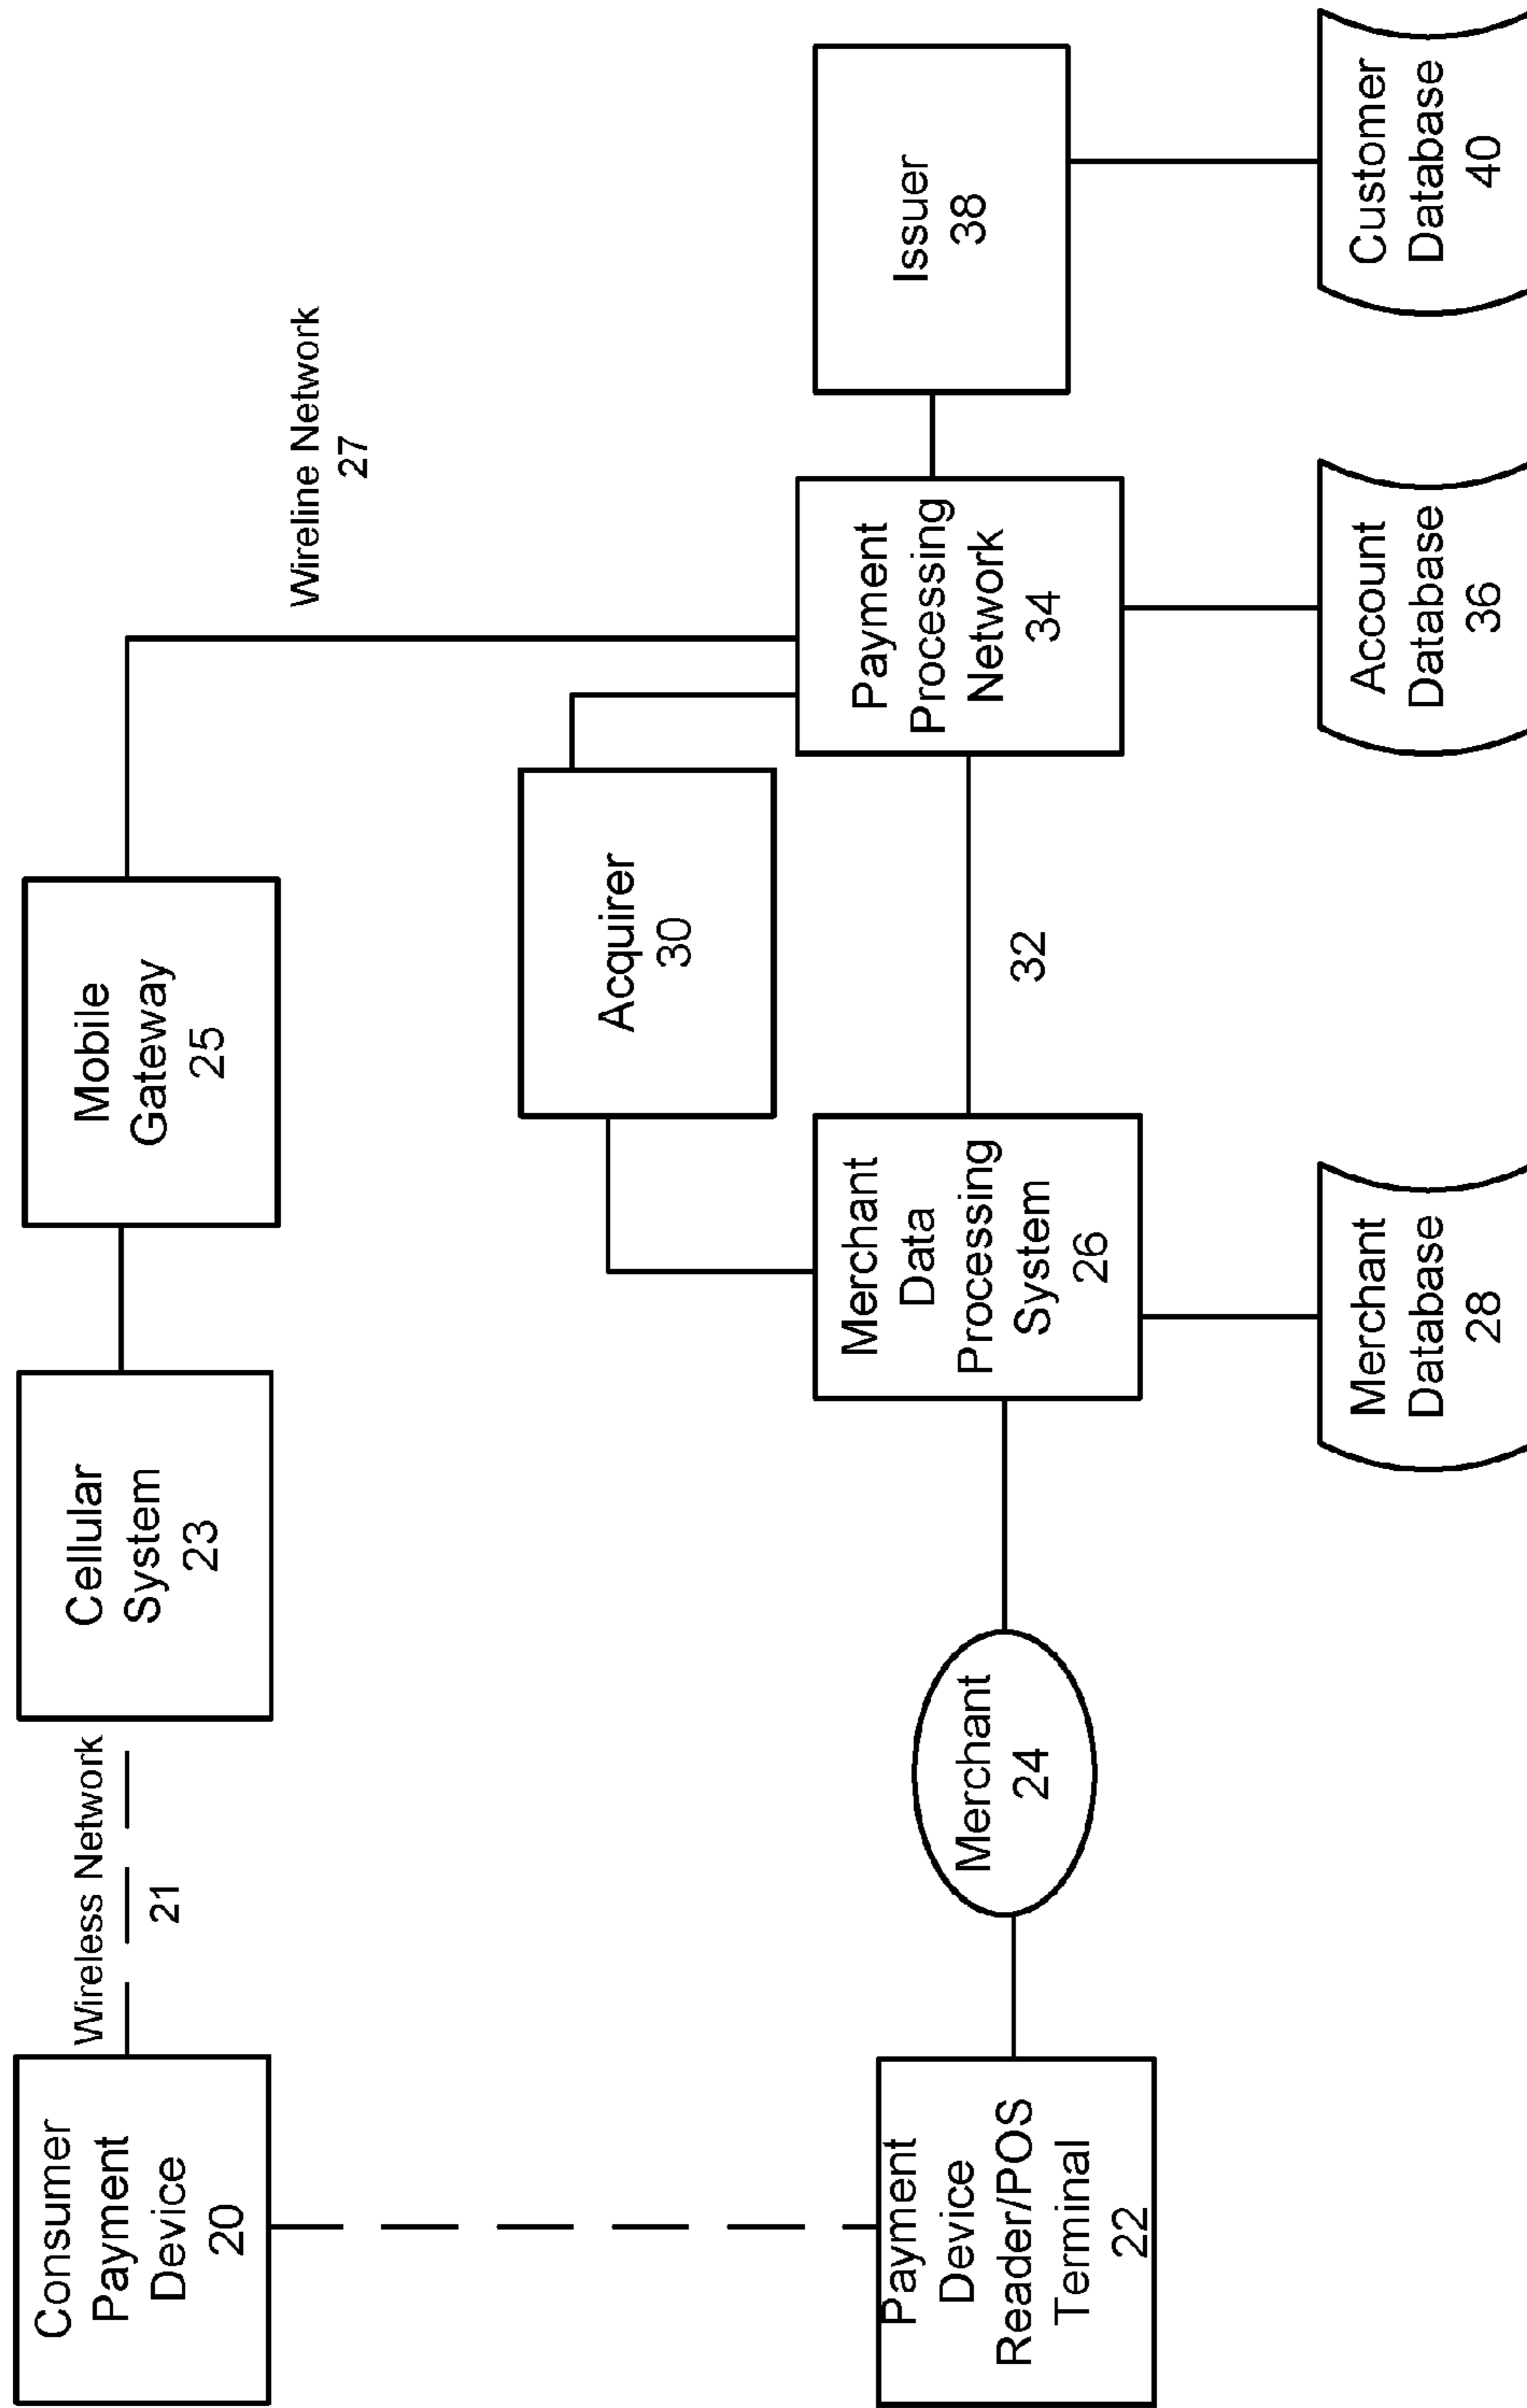 Consumer
Payment
Device
20
Wireless Network
21
Cellular
System
23
Mobile
Gateway
25
Wireline Network
27
Acquirer
30
Payment
Device
Reader/POS
Terminal
22
Merchant
24
Merchant
Data
Processing
System
26
32
Payment
Processing
Network
34
Issuer
38
Merchant
Database
28
Account
Database
36
Customer
Database
40